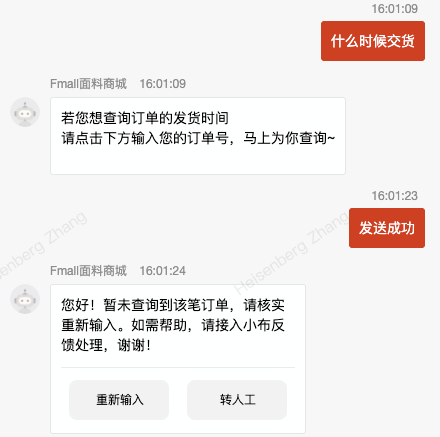 16:01:09
什么时候交货
Fmall面料商城 16:01:09
若您想查询订单的发货时间
请点击下方输入您的订单号，马上为你查询~
16:01:23
发送成功
Heisenberg Zhang
Fmall面料商城 16:01:24
您好！暂未查询到该笔订单，请核实
重新输入。如需帮助，请接入小布反
馈处理，谢谢！
重新输入 转人工